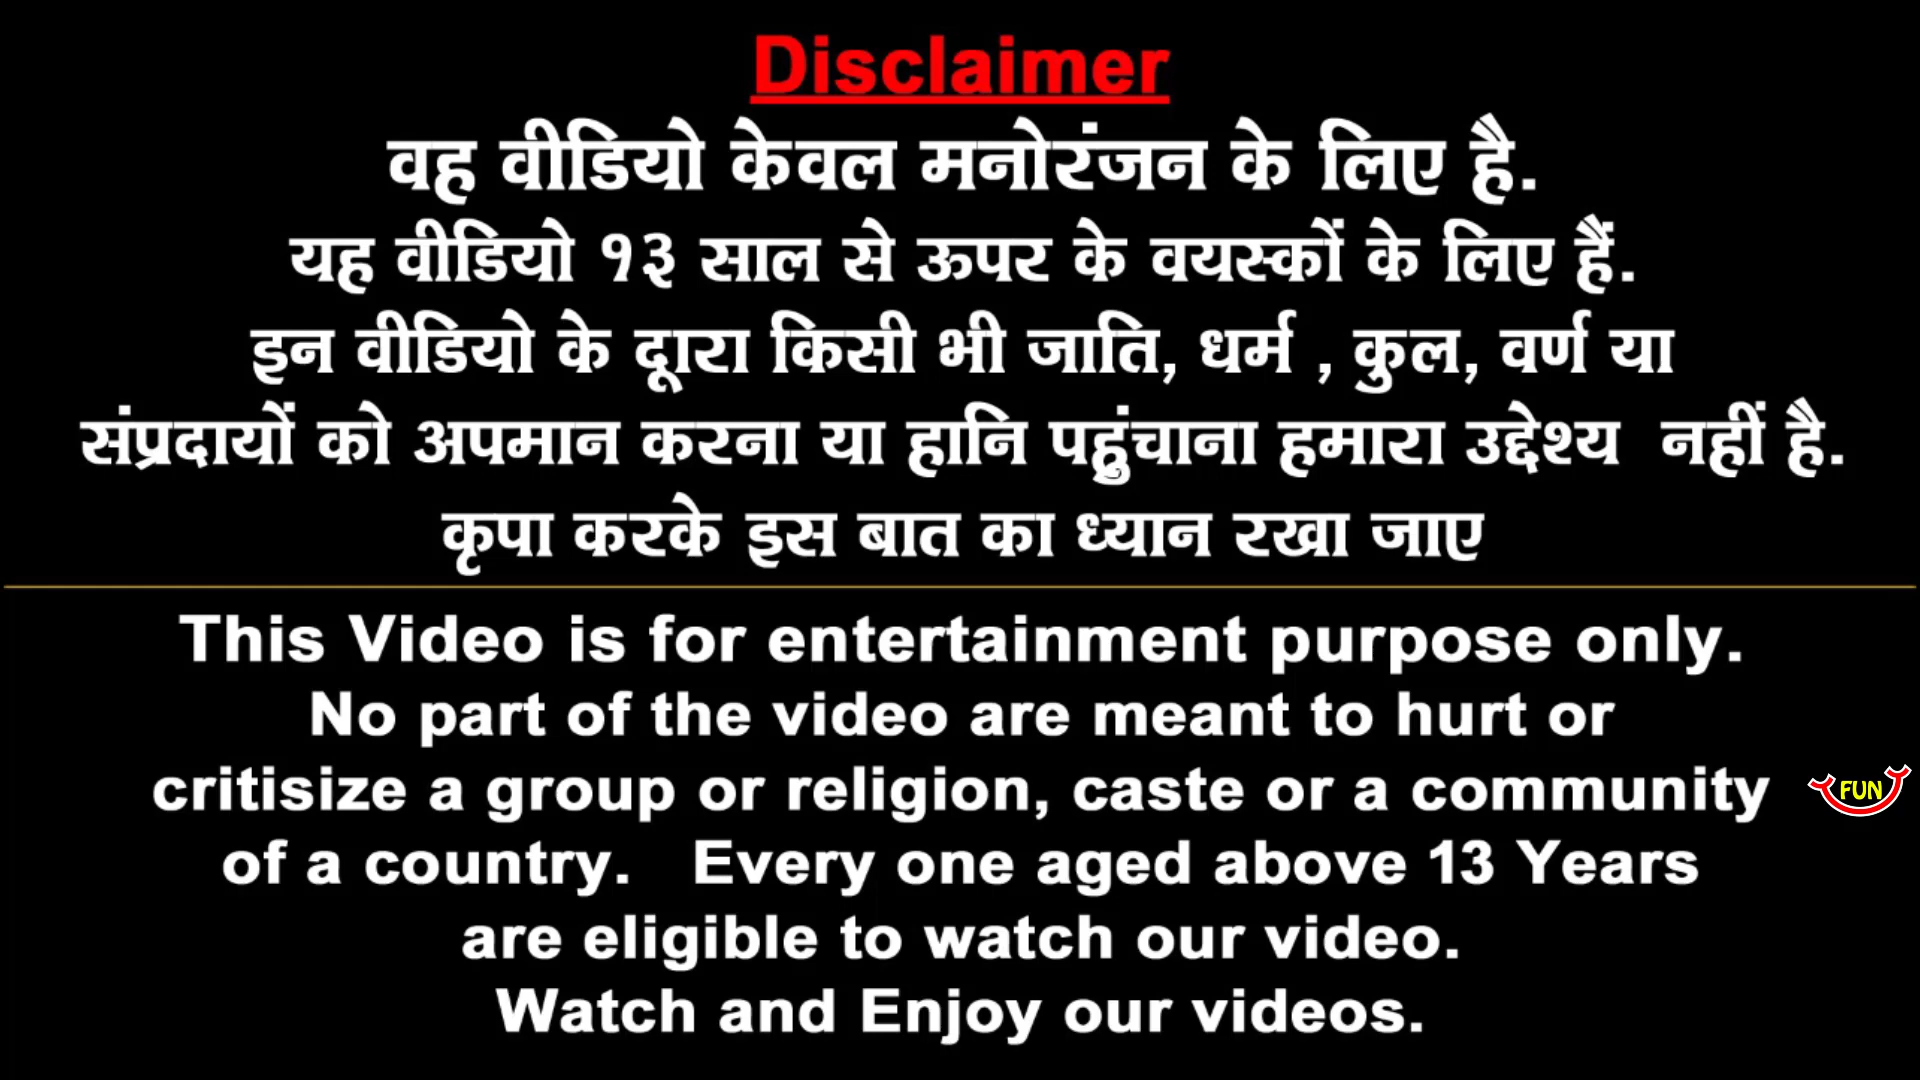 Disclaimer
वह वीडियो केवल मनोरंजन के लिए है.
यह वीडियो १३ साल से ऊपर के वयस्कों के लिए हैं.
इन वीडियो के दूारा किसी भी जाति, धर्म , कुल, वर्ण या
संप्रदायों को अपमान करना या हानि पहुंचाना हमारा उद्देश्य नहीं है.
कृपा करके इस बात का ध्यान रखा जाए
This Video is for entertainment purpose only.
No part of the video are meant to hurt or
critisize a group or religion, caste or a community
FUN
of a country. Every one aged above 13 Years
are eligible to watch our video.
Watch and Enjoy our videos.